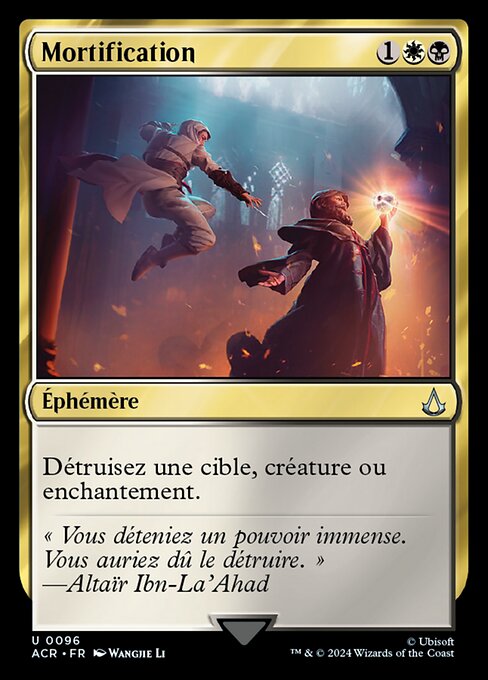 Mortification
1
Éphémère
Détruisez une cible, créature ou
enchantement.
« Vous déteniez un pouvoir immense.
Vous auriez dû le détruire. »
—Altaïr Ibn-La’Ahad
U 0096
ACR • FR Wangjie Li
© Ubisoft
™ & © 2024 Wizards of the Coast